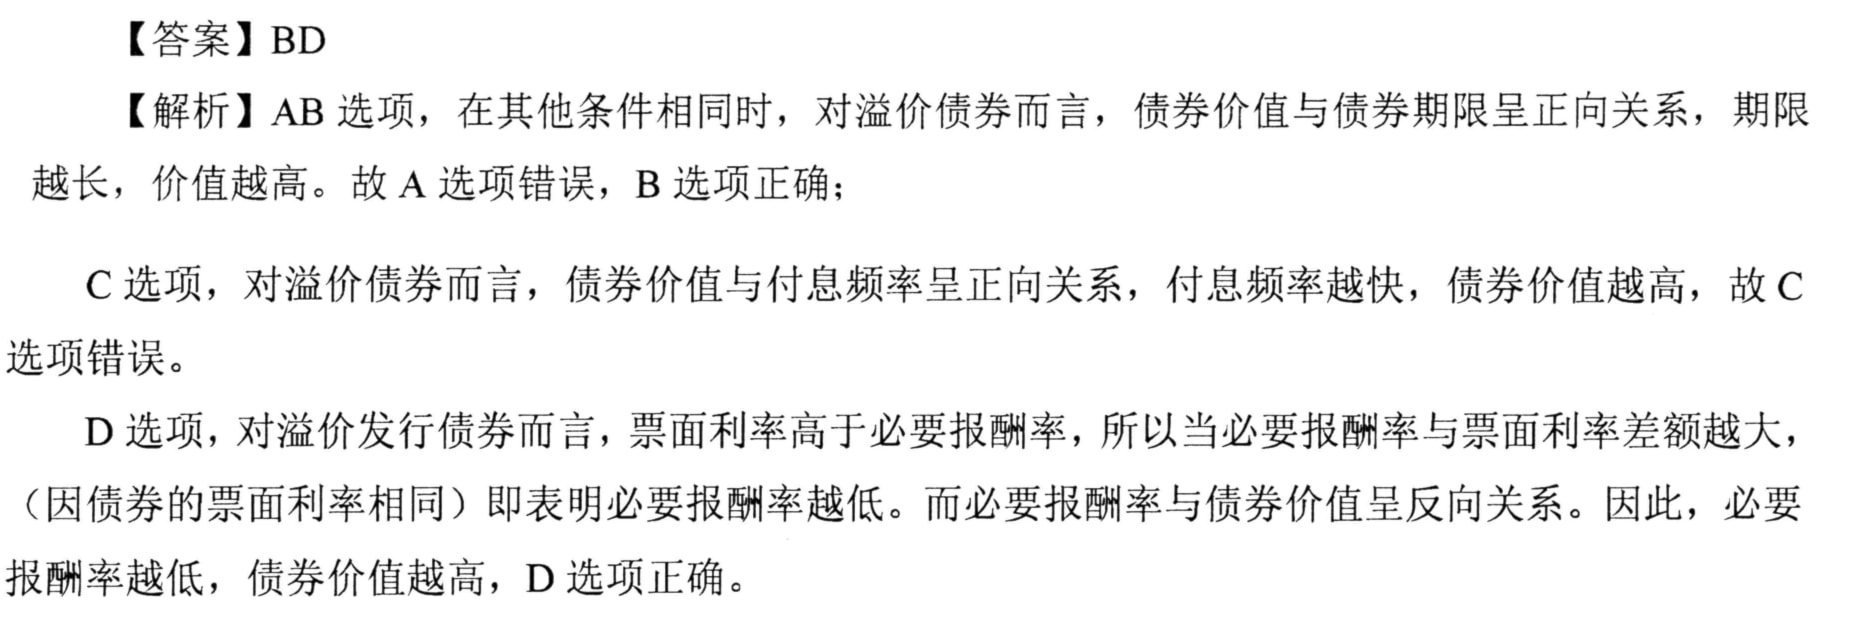 【答案】BD
【解析】AB 选项，在其他条件相同时，对溢价债券而言，债券价值与债券期限呈正向关系，期限
越长，价值越高。故 A 选项错误，B 选项正确；
C 选项，对溢价债券而言，债券价值与付息频率呈正向关系，付息频率越快，债券价值越高，故 C
选项错误。
D 选项，对溢价发行债券而言，票面利率高于必要报酬率，所以当必要报酬率与票面利率差额越大，
（因债券的票面利率相同）即表明必要报酬率越低。而必要报酬率与债券价值呈反向关系。因此，必要
报酬率越低，债券价值越高，D 选项正确。